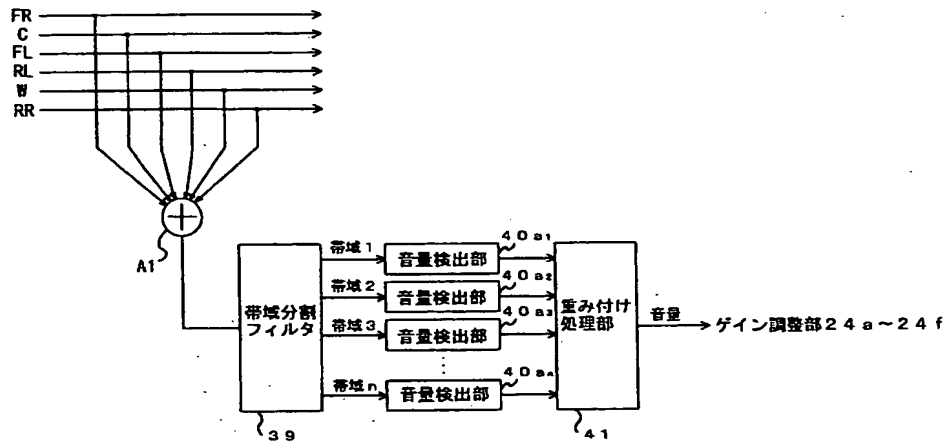 FR
C
FL
RL
W
RR
A1
帯域分割
フィルタ
39
帯域1
音量検出部
40a1
帯域2
音量検出部
40a2
帯域3
音量検出部
40a3
⋮
帯域n
音量検出部
40an
重み付け
処理部
41
音量
ゲイン調整部24a~24f